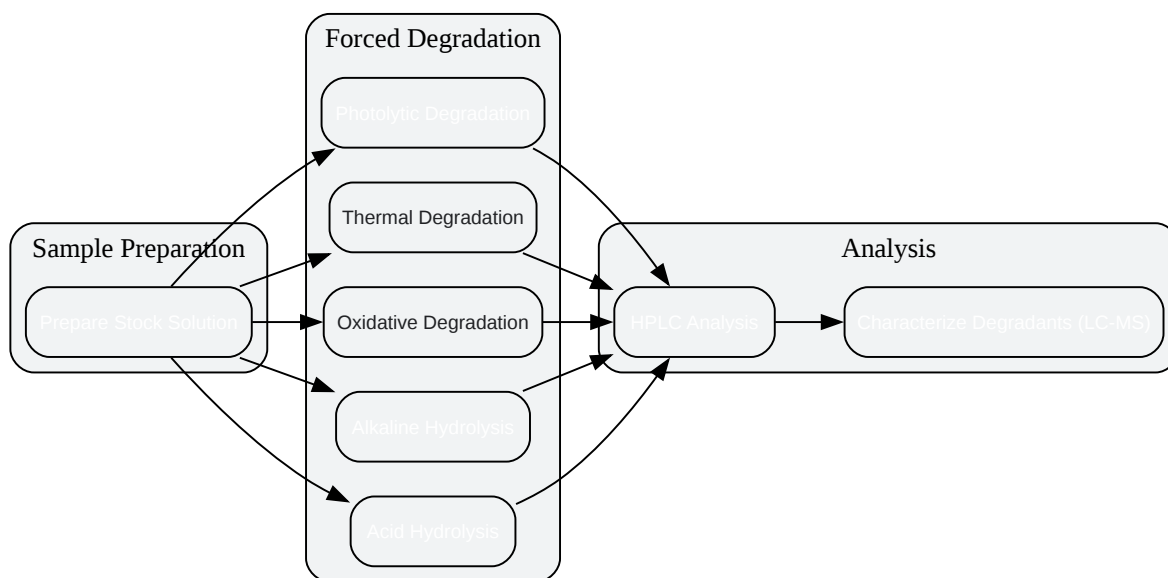 Sample Preparation
Prepare Stock Solution
Forced Degradation
Photolytic Degradation
Thermal Degradation
Oxidative Degradation
Alkaline Hydrolysis
Acid Hydrolysis
Analysis
HPLC Analysis
Characterize Degradants (LC-MS)